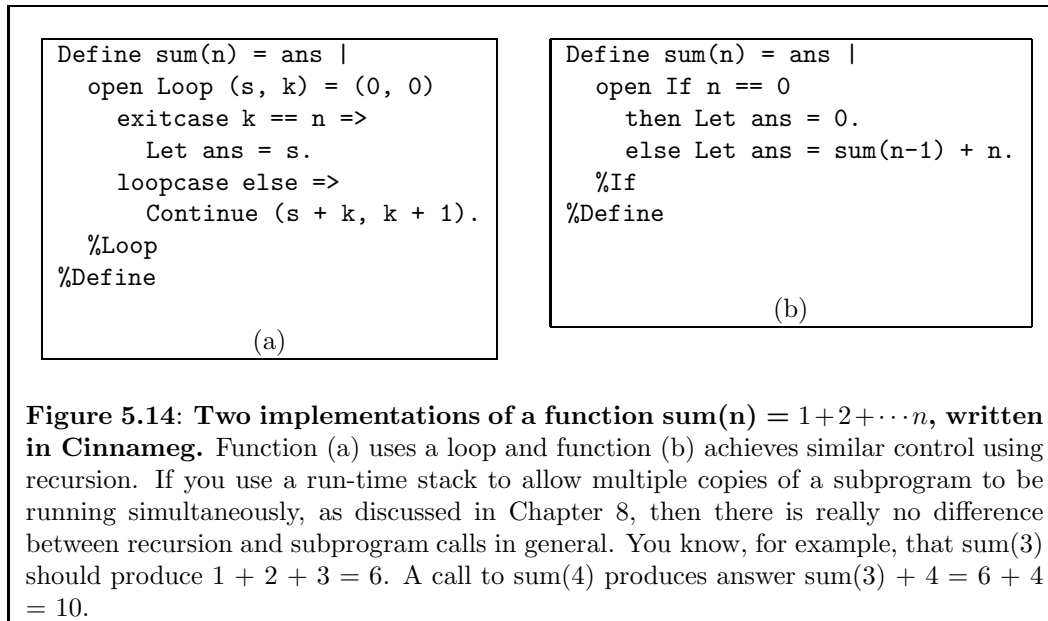 Define sum(n) = ans |
open Loop (s, k) = (0, 0)
exitcase k == n =>
Let ans = s.
loopcase else =>
Continue (s + k, k + 1).
%Loop
%Define
(a)
Define sum(n) = ans |
open If n == 0
then Let ans = 0.
else Let ans = sum(n-1) + n.
%If
%Define
(b)
Figure 5.14: Two implementations of a function sum(n) = 1+2+⋯n, written
in Cinnameg. Function (a) uses a loop and function (b) achieves similar control using
recursion. If you use a run-time stack to allow multiple copies of a subprogram to be
running simultaneously, as discussed in Chapter 8, then there is really no difference
between recursion and subprogram calls in general. You know, for example, that sum(3)
should produce 1 + 2 + 3 = 6. A call to sum(4) produces answer sum(3) + 4 = 6 + 4
= 10.